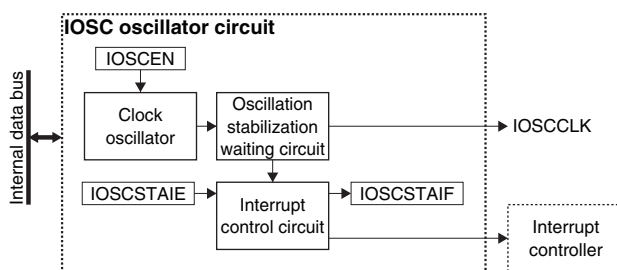 IOSC oscillator circuit
IOSCEN
Internal data bus
Clock
oscillator
Oscillation
stabilization
waiting circuit
IOSCCLK
IOSCSTAIE
Interrupt
control circuit
IOSCSTAIF
Interrupt
controller